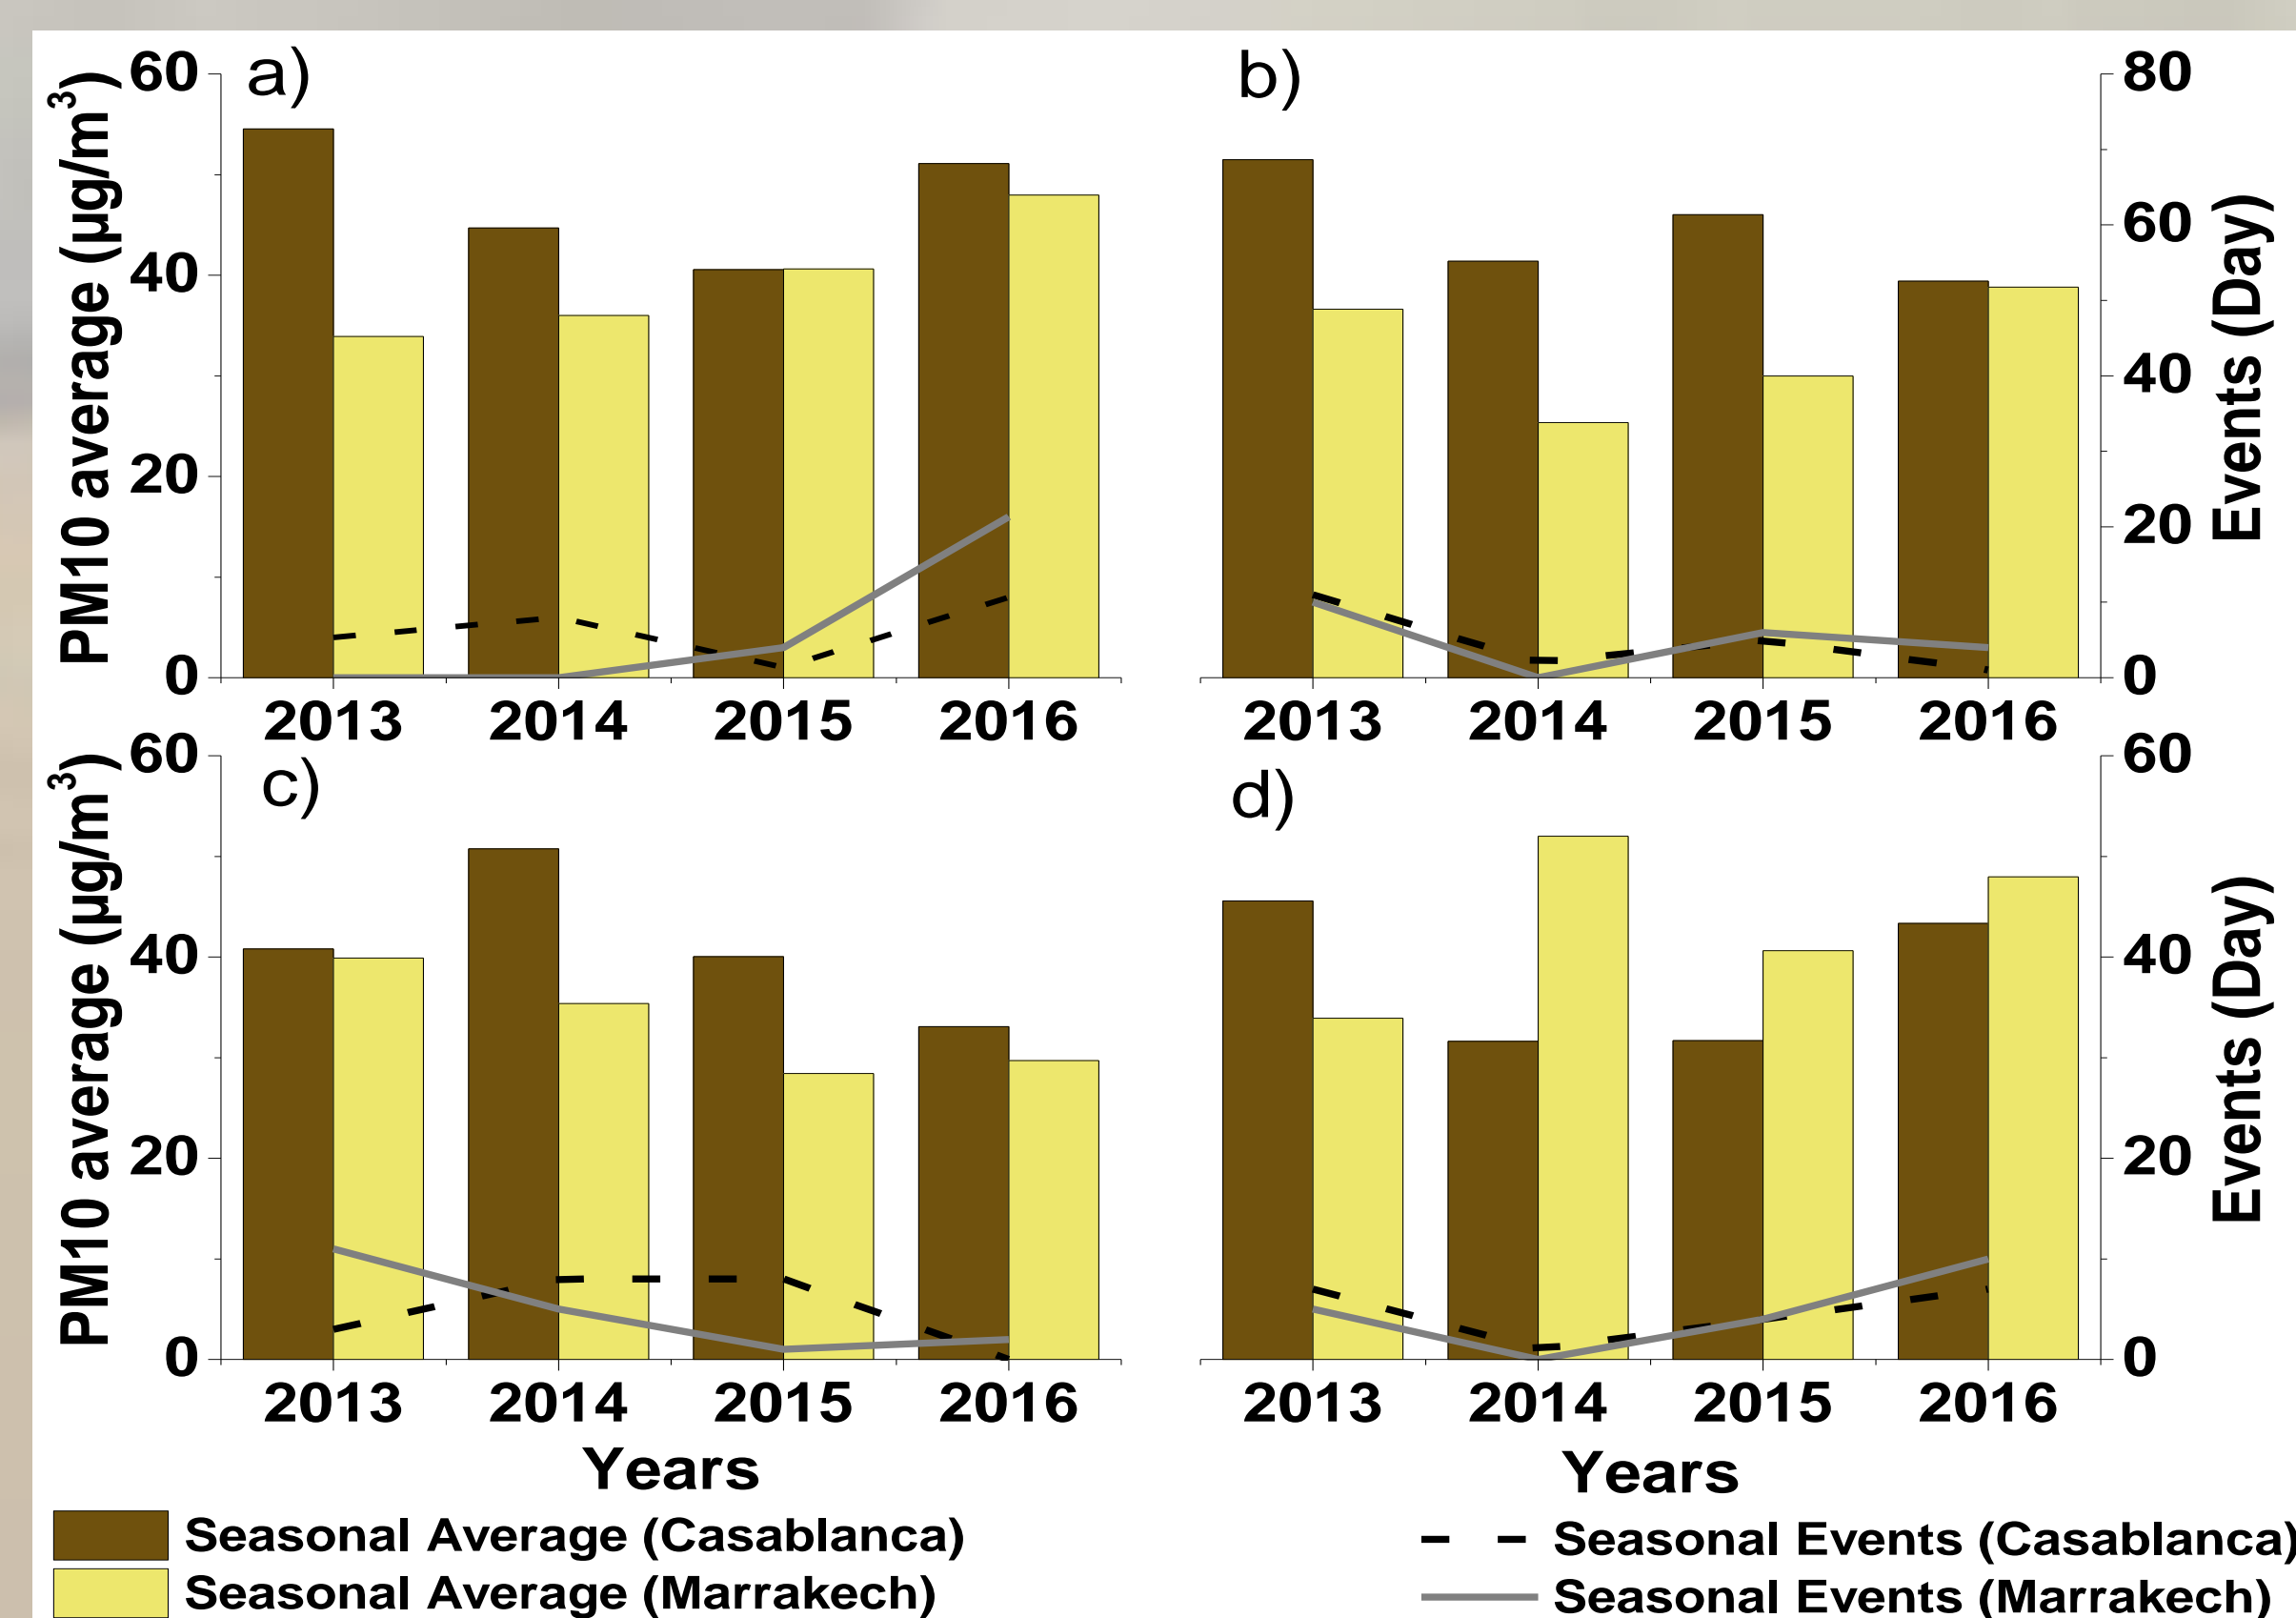 a)
b)
PM10 average (µg/m³)
60
40
20
0
80
60
40
20
0
Events (Day)
2013 2014 2015 2016
2013 2014 2015 2016
c)
d)
PM10 average (µg/m³)
60
40
20
0
60
40
20
0
Events (Day)
2013 2014 2015 2016
2013 2014 2015 2016
Years
Years
Seasonal Average (Casablanca)
Seasonal Average (Marrakech)
Seasonal Events (Casablanca)
Seasonal Events (Marrakech)